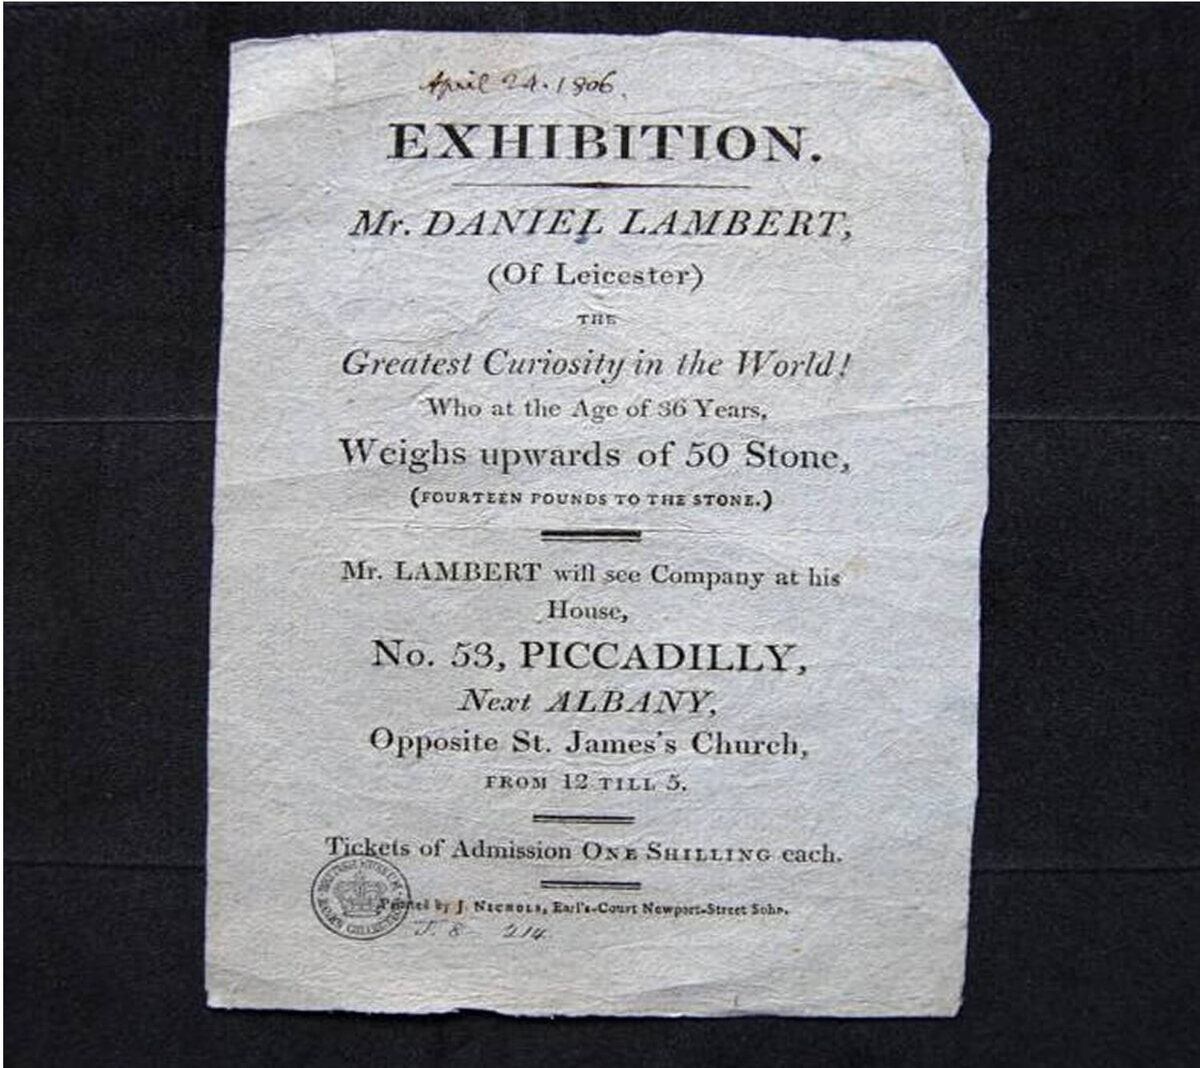 April 24. 1806.
EXHIBITION.
Mr. DANIEL LAMBERT,
(Of Leicester)
THE
Greatest Curiosity in the World!
Who at the Age of 36 Years,
Weighs upwards of 50 Stone,
(FOURTEEN POUNDS TO THE STONE.)
Mr. LAMBERT will see Company at his
House,
No. 53, PICCADILLY,
Next ALBANY,
Opposite St. James's Church,
FROM 12 TILL 5.
Tickets of Admission ONE SHILLING each.
Printed by J. NICHOLS, Earl's-Court Newport-Street Soho.
214